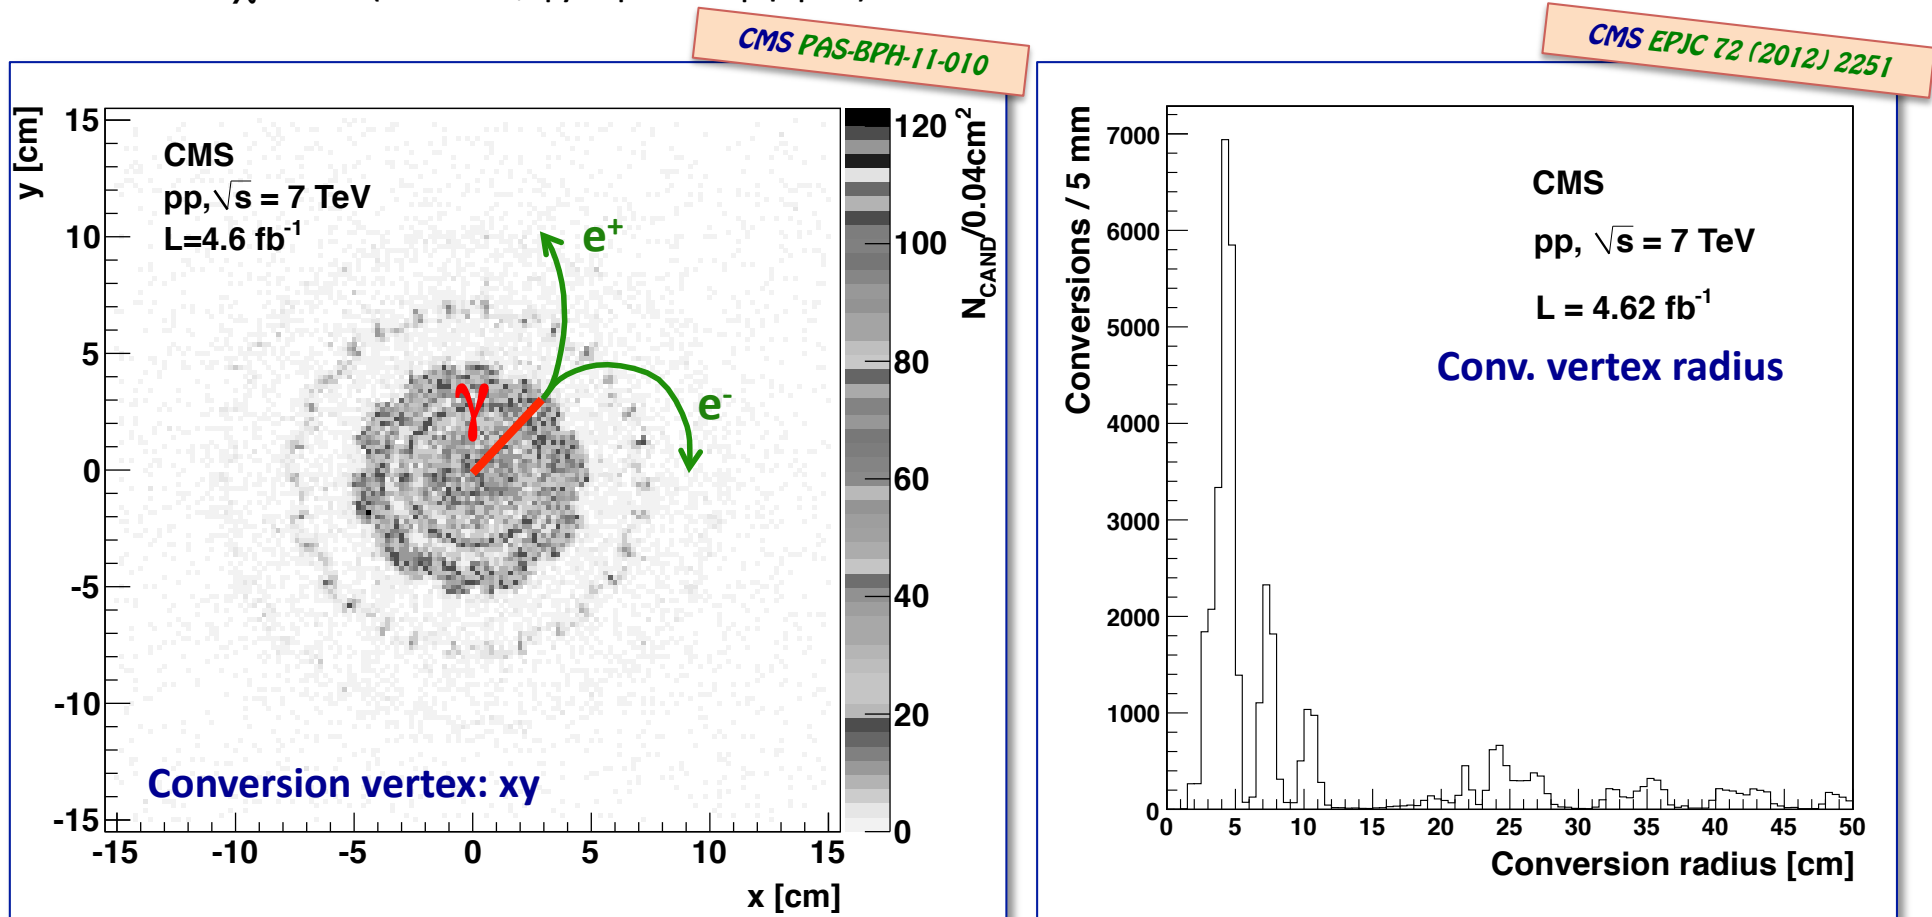 CMS PAS-BPH-11-010
CMS EPJC 72 (2012) 2251
y [cm]
15
10
5
0
-5
-10
-15
CMS
pp, √s = 7 TeV
L=4.6 fb⁻¹
e⁺
e⁻
γ
Conversion vertex: xy
-15 -10 -5 0 5 10 15
x [cm]
120
100
80
60
40
20
0
N_CAND/0.04cm²
Conversions / 5 mm
7000
6000
5000
4000
3000
2000
1000
0
CMS
pp, √s = 7 TeV
L = 4.62 fb⁻¹
Conv. vertex radius
0 5 10 15 20 25 30 35 40 45 50
Conversion radius [cm]